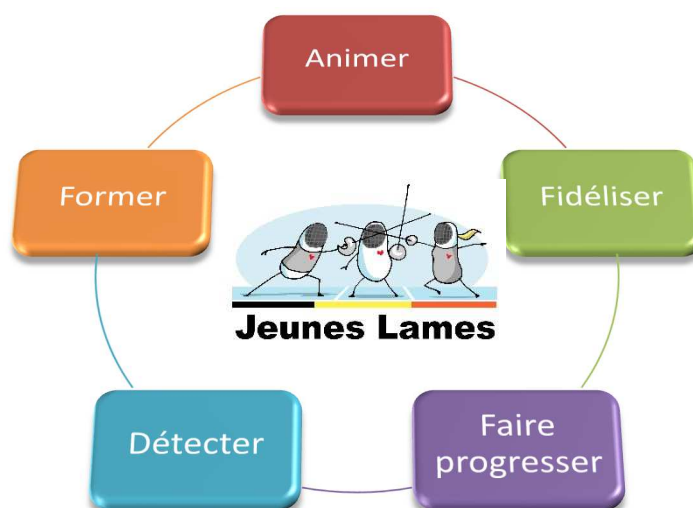 Animer
Former
Fidéliser
Jeunes Lames
Détecter
Faire
progresser